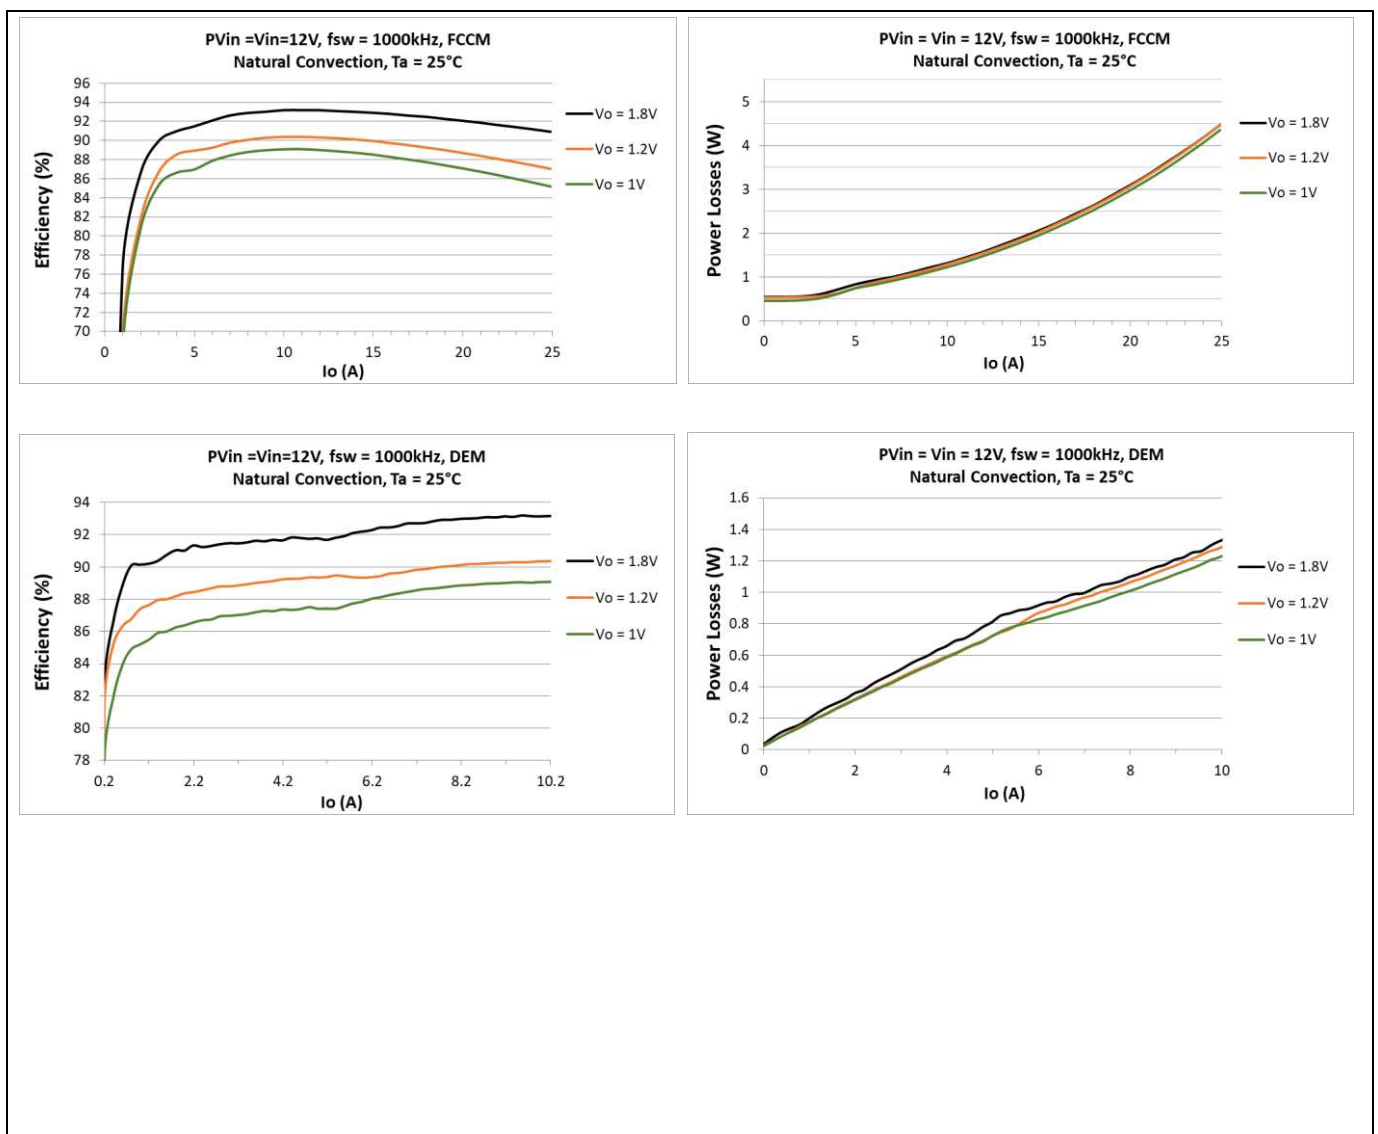 PVin =Vin=12V, fsw = 1000kHz, FCCM
Natural Convection, Ta = 25°C
Efficiency (%)
96
94
92
90
88
86
84
82
80
78
76
74
72
70
0 5 10 15 20 25
Io (A)
Vo = 1.8V
Vo = 1.2V
Vo = 1V
PVin = Vin = 12V, fsw = 1000kHz, FCCM
Natural Convection, Ta = 25°C
Power Losses (W)
5
4
3
2
1
0
0 5 10 15 20 25
Io (A)
Vo = 1.8V
Vo = 1.2V
Vo = 1V
PVin =Vin=12V, fsw = 1000kHz, DEM
Natural Convection, Ta = 25°C
Efficiency (%)
94
92
90
88
86
84
82
80
78
0.2 2.2 4.2 6.2 8.2 10.2
Io (A)
Vo = 1.8V
Vo = 1.2V
Vo = 1V
PVin = Vin = 12V, fsw = 1000kHz, DEM
Natural Convection, Ta = 25°C
Power Losses (W)
1.6
1.4
1.2
1
0.8
0.6
0.4
0.2
0
0 2 4 6 8 10
Io (A)
Vo = 1.8V
Vo = 1.2V
Vo = 1V